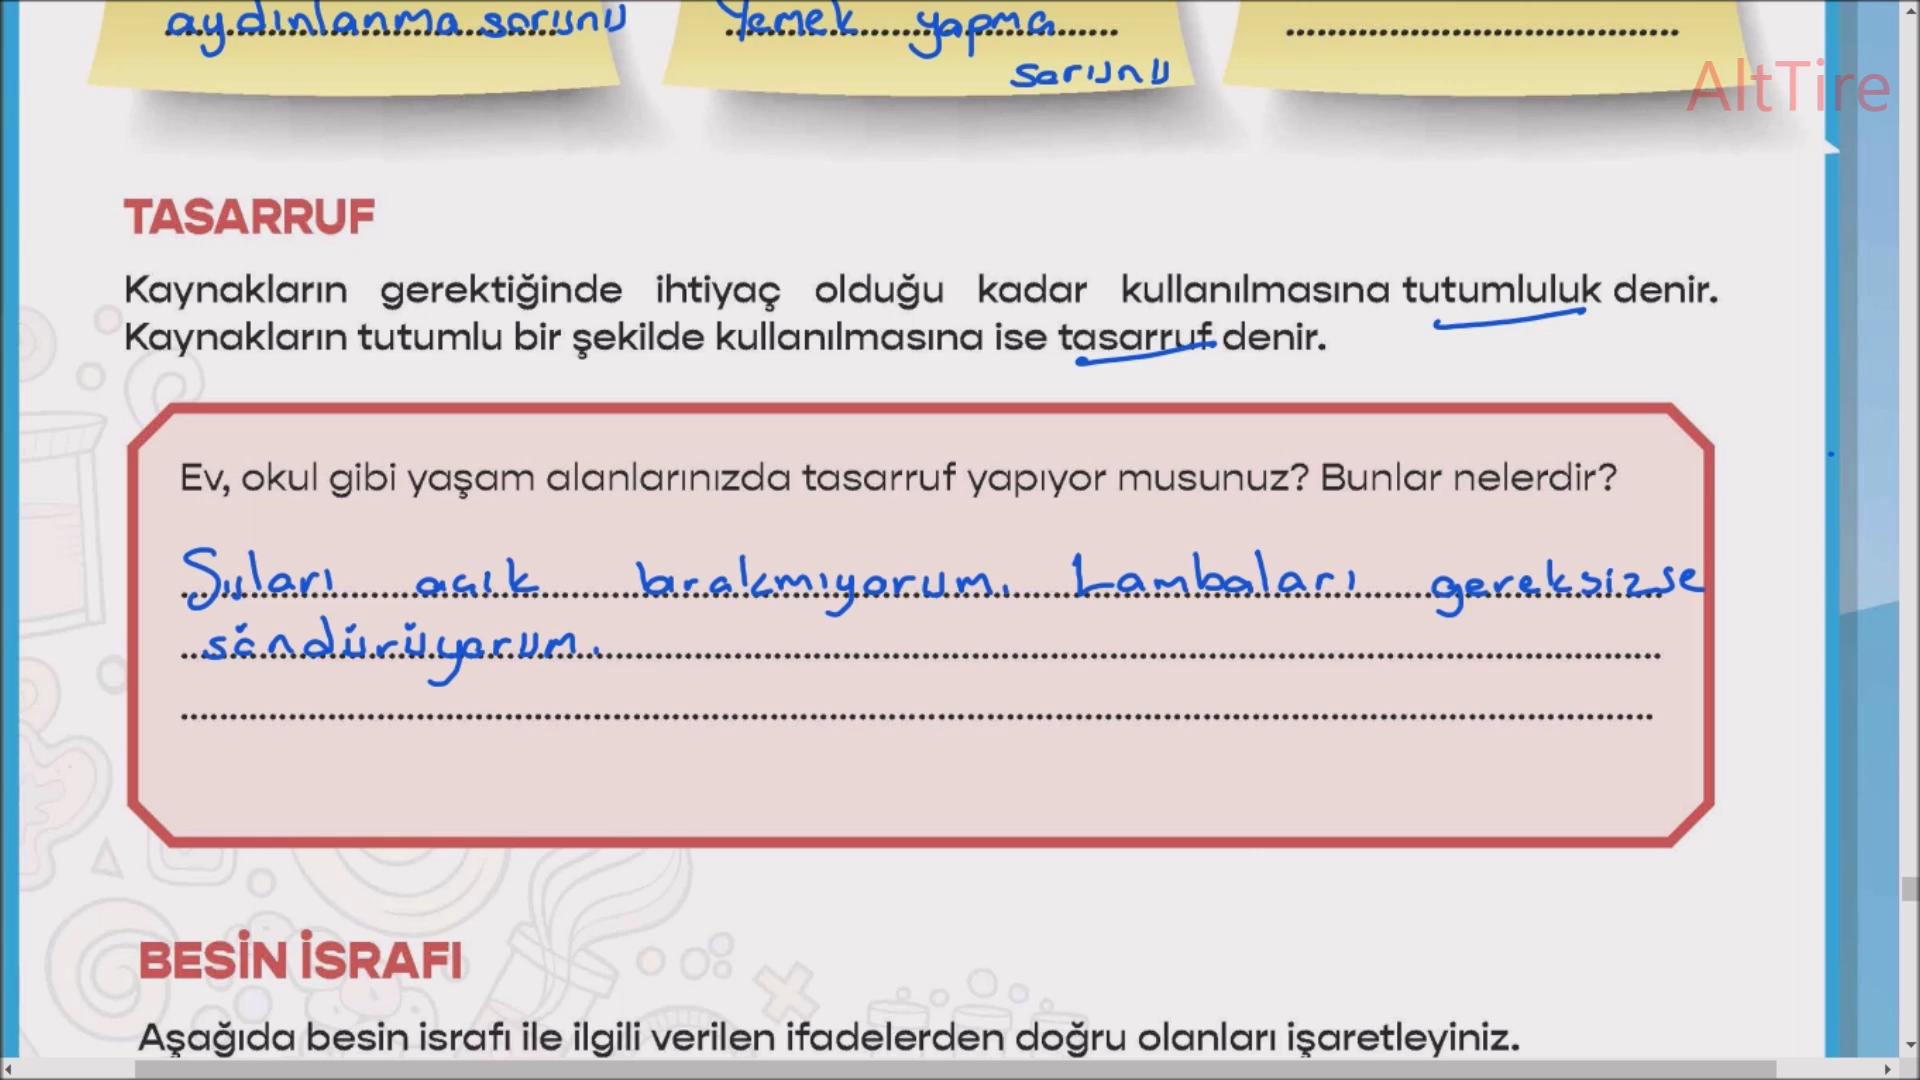 aydınlanma sorunu
Yemek yapma
sorunu
AltTire
TASARRUF
Kaynakların gerektiğinde ihtiyaç olduğu kadar kullanılmasına tutumluluk denir.
Kaynakların tutumlu bir şekilde kullanılmasına ise tasarruf denir.
Ev, okul gibi yaşam alanlarınızda tasarruf yapıyor musunuz? Bunlar nelerdir?
Suları açık bırakmıyorum. Lambaları gereksizse
söndürüyorum.
BESİN İSRAFI
Aşağıda besin israfı ile ilgili verilen ifadelerden doğru olanları işaretleyiniz.